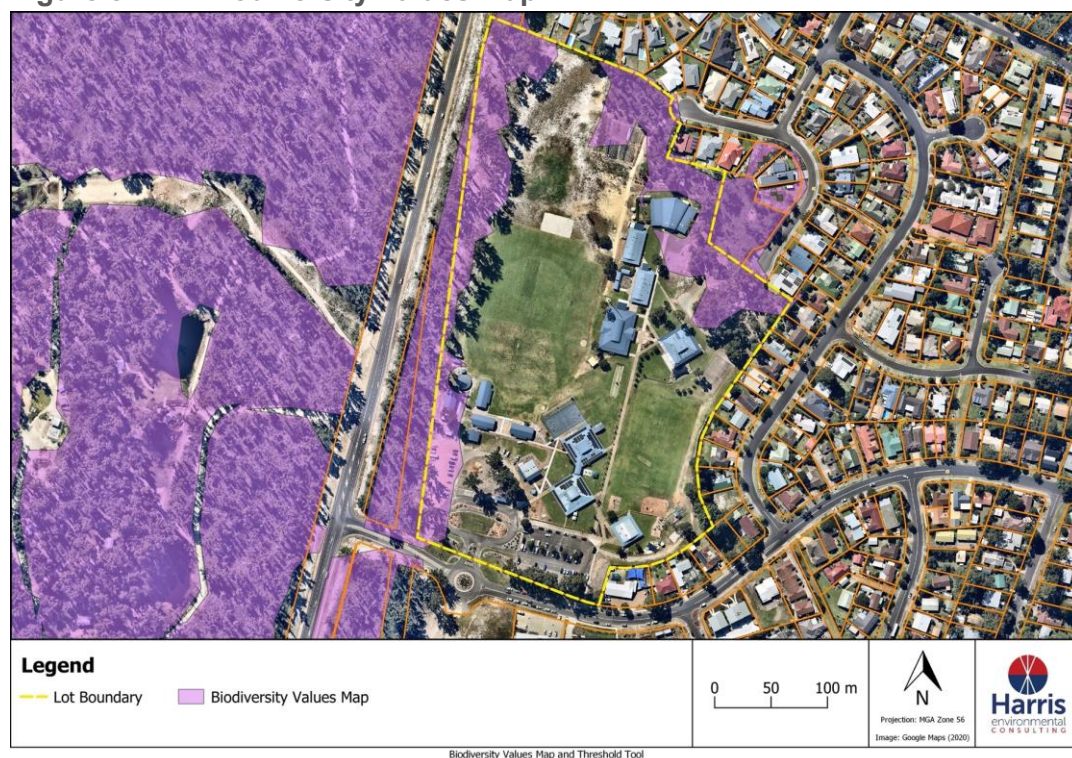 Legend
Lot Boundary
Biodiversity Values Map
0 50 100 m
N
Projection: MGA Zone 56
Image: Google Maps (2020)
Harris
environmental
CONSULTING
Biodiversity Values Map and Threshold Tool